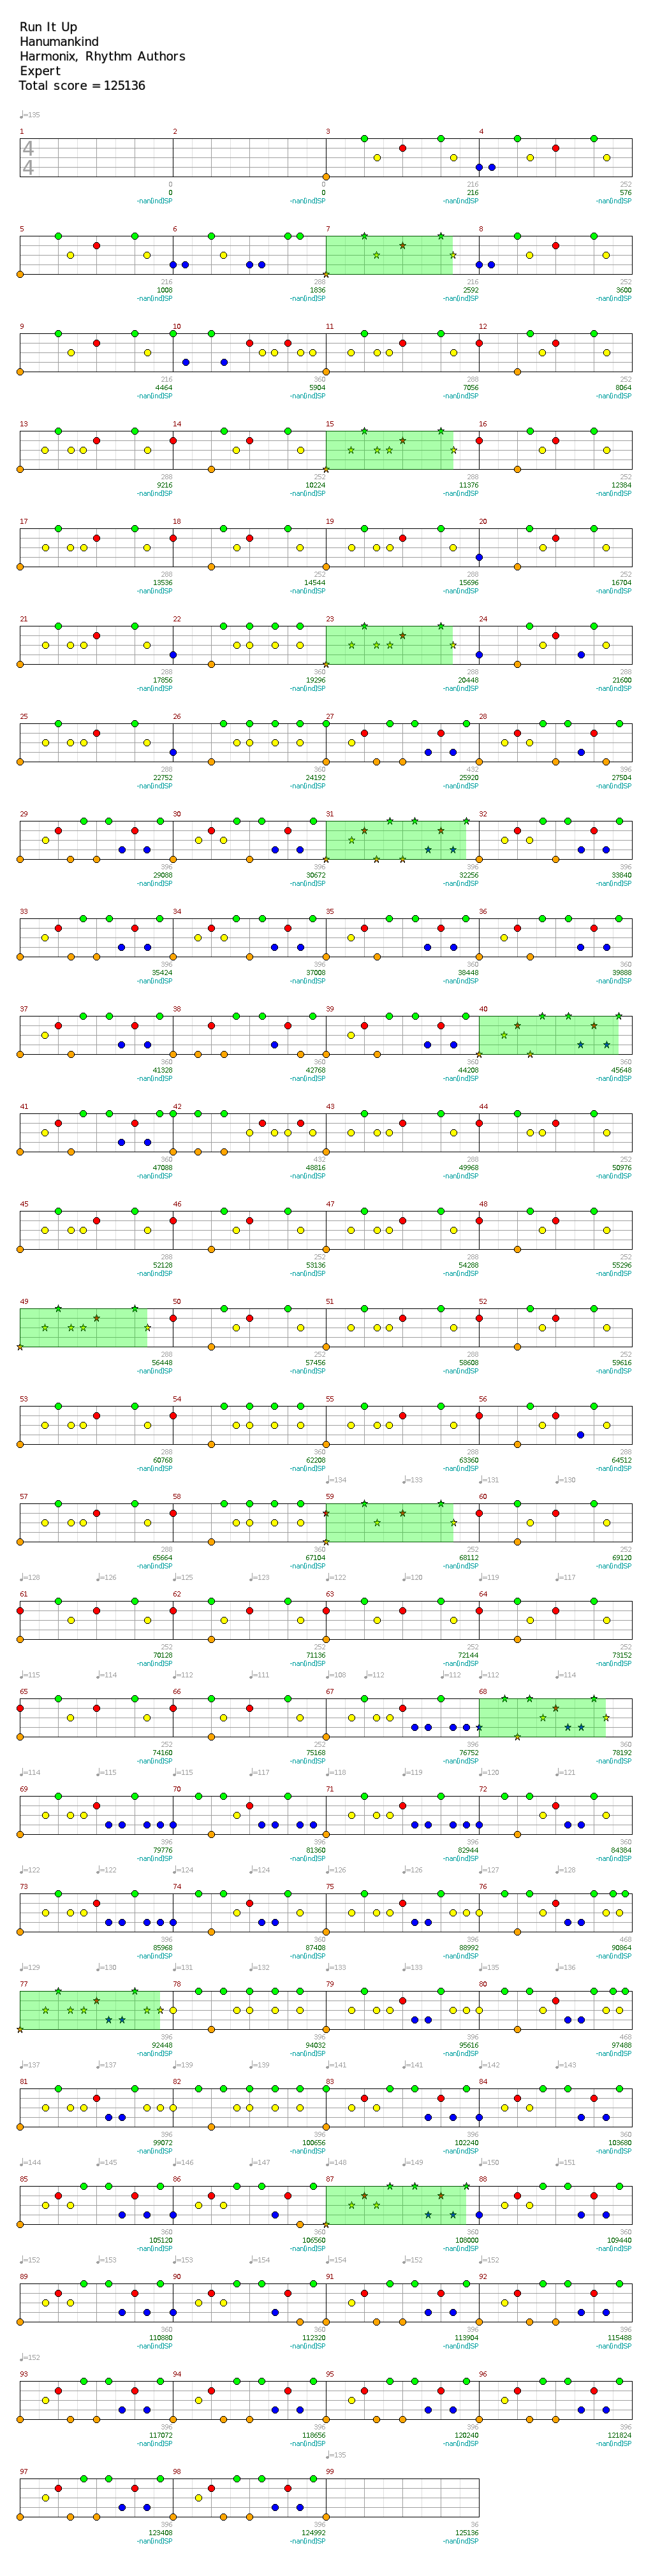 Run It Up
Hanumankind
Harmonix, Rhythm Authors
Expert
Total score = 125136
♩=135
1 2 3 4
4
4
0 0 216 252
0 0 216 576
-nan(ind)SP -nan(ind)SP -nan(ind)SP -nan(ind)SP
5 6 7 8
216 288 216 252
1008 1836 2592 3600
-nan(ind)SP -nan(ind)SP -nan(ind)SP -nan(ind)SP
9 10 11 12
216 360 288 252
4464 5904 7056 8064
-nan(ind)SP -nan(ind)SP -nan(ind)SP -nan(ind)SP
13 14 15 16
288 252 288 252
9216 10224 11376 12384
-nan(ind)SP -nan(ind)SP -nan(ind)SP -nan(ind)SP
17 18 19 20
288 252 288 252
13536 14544 15696 16704
-nan(ind)SP -nan(ind)SP -nan(ind)SP -nan(ind)SP
21 22 23 24
288 360 288 288
17856 19296 20448 21600
-nan(ind)SP -nan(ind)SP -nan(ind)SP -nan(ind)SP
25 26 27 28
288 360 432 396
22752 24192 25920 27504
-nan(ind)SP -nan(ind)SP -nan(ind)SP -nan(ind)SP
29 30 31 32
396 396 396 396
29088 30672 32256 33840
-nan(ind)SP -nan(ind)SP -nan(ind)SP -nan(ind)SP
33 34 35 36
396 396 360 360
35424 37008 38448 39888
-nan(ind)SP -nan(ind)SP -nan(ind)SP -nan(ind)SP
37 38 39 40
360 360 360 360
41328 42768 44208 45648
-nan(ind)SP -nan(ind)SP -nan(ind)SP -nan(ind)SP
41 42 43 44
360 432 288 252
47088 48816 49968 50976
-nan(ind)SP -nan(ind)SP -nan(ind)SP -nan(ind)SP
45 46 47 48
288 252 288 252
52128 53136 54288 55296
-nan(ind)SP -nan(ind)SP -nan(ind)SP -nan(ind)SP
49 50 51 52
288 252 288 252
56448 57456 58608 59616
-nan(ind)SP -nan(ind)SP -nan(ind)SP -nan(ind)SP
53 54 55 56
288 360 288 288
60768 62208 63360 64512
-nan(ind)SP -nan(ind)SP -nan(ind)SP -nan(ind)SP
♩=134 ♩=133 ♩=131 ♩=130
57 58 59 60
288 360 252 252
65664 67104 68112 69120
-nan(ind)SP -nan(ind)SP -nan(ind)SP -nan(ind)SP
♩=128 ♩=126 ♩=125 ♩=123 ♩=122 ♩=120 ♩=119 ♩=117
61 62 63 64
252 252 252 252
70128 71136 72144 73152
-nan(ind)SP -nan(ind)SP -nan(ind)SP -nan(ind)SP
♩=115 ♩=114 ♩=112 ♩=111 ♩=108 ♩=112 ♩=112 ♩=112 ♩=114
65 66 67 68
252 252 396 360
74160 75168 76752 78192
-nan(ind)SP -nan(ind)SP -nan(ind)SP -nan(ind)SP
♩=114 ♩=115 ♩=115 ♩=117 ♩=118 ♩=119 ♩=120 ♩=121
69 70 71 72
396 396 396 360
79776 81360 82944 84384
-nan(ind)SP -nan(ind)SP -nan(ind)SP -nan(ind)SP
♩=122 ♩=122 ♩=124 ♩=124 ♩=126 ♩=126 ♩=127 ♩=128
73 74 75 76
396 360 396 468
85968 87408 88992 90864
-nan(ind)SP -nan(ind)SP -nan(ind)SP -nan(ind)SP
♩=129 ♩=130 ♩=131 ♩=131 ♩=133 ♩=133 ♩=135 ♩=136
77 78 79 80
396 396 396 468
92448 94032 95616 97488
-nan(ind)SP -nan(ind)SP -nan(ind)SP -nan(ind)SP
♩=137 ♩=137 ♩=139 ♩=139 ♩=141 ♩=141 ♩=142 ♩=143
81 82 83 84
396 396 396 360
99072 100656 102240 103680
-nan(ind)SP -nan(ind)SP -nan(ind)SP -nan(ind)SP
♩=144 ♩=145 ♩=146 ♩=147 ♩=148 ♩=149 ♩=150 ♩=151
85 86 87 88
360 360 360 360
105120 106560 108000 109440
-nan(ind)SP -nan(ind)SP -nan(ind)SP -nan(ind)SP
♩=152 ♩=153 ♩=153 ♩=154 ♩=154 ♩=152 ♩=152
89 90 91 92
360 360 396 396
110880 112320 113904 115488
-nan(ind)SP -nan(ind)SP -nan(ind)SP -nan(ind)SP
♩=152
93 94 95 96
396 396 396 396
117072 118656 120240 121824
-nan(ind)SP -nan(ind)SP -nan(ind)SP -nan(ind)SP
♩=135
97 98 99
396 396 36
123408 124992 125136
-nan(ind)SP -nan(ind)SP -nan(ind)SP